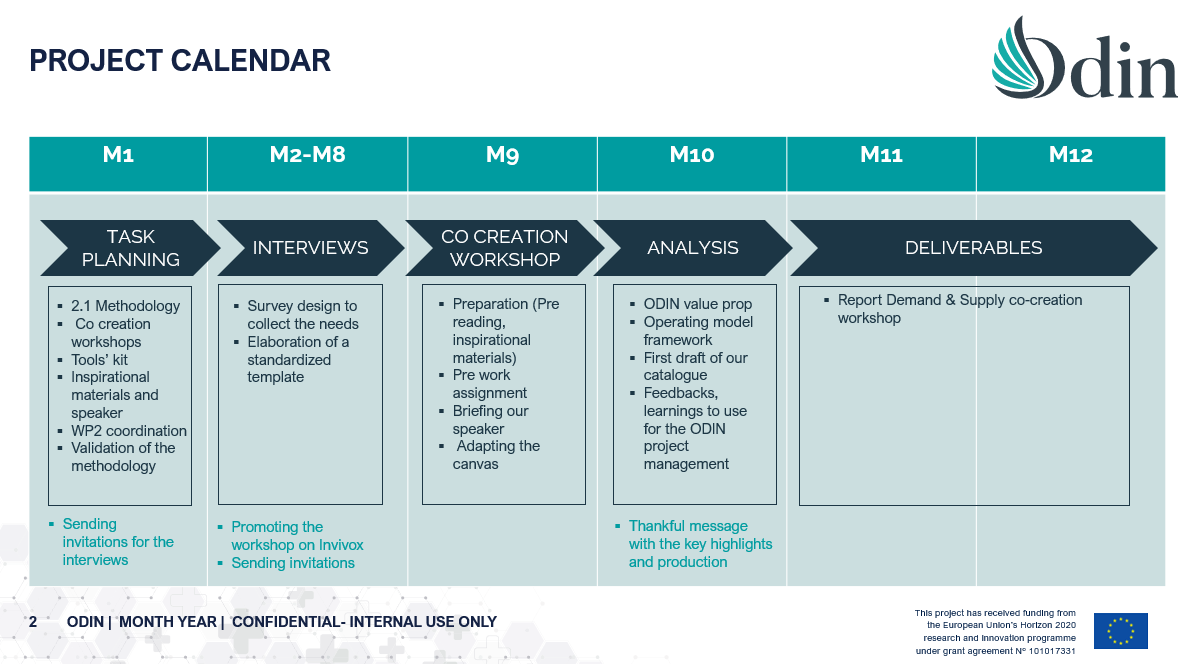 PROJECT CALENDAR
Odin
M1
M2-M8
M9
M10
M11
M12
TASK
PLANNING
INTERVIEWS
CO CREATION
WORKSHOP
ANALYSIS
DELIVERABLES
▪ 2.1 Methodology
▪ Co creation
workshops
▪ Tools’ kit
▪ Inspirational
materials and
speaker
▪ WP2 coordination
▪ Validation of the
methodology
▪ Sending
invitations for the
interviews
▪ Survey design to
collect the needs
▪ Elaboration of a
standardized
template
▪ Promoting the
workshop on Invivox
▪ Sending invitations
▪ Preparation (Pre
reading,
inspirational
materials)
▪ Pre work
assignment
▪ Briefing our
speaker
▪ Adapting the
canvas
▪ ODIN value prop
▪ Operating model
framework
▪ First draft of our
catalogue
▪ Feedbacks,
learnings to use
for the ODIN
project
management
▪ Thankful message
with the key highlights
and production
▪ Report Demand & Supply co-creation
workshop
2 ODIN | MONTH YEAR | CONFIDENTIAL- INTERNAL USE ONLY
This project has received funding from
the European Union’s Horizon 2020
research and Innovation programme
under grant agreement Nº 101017331